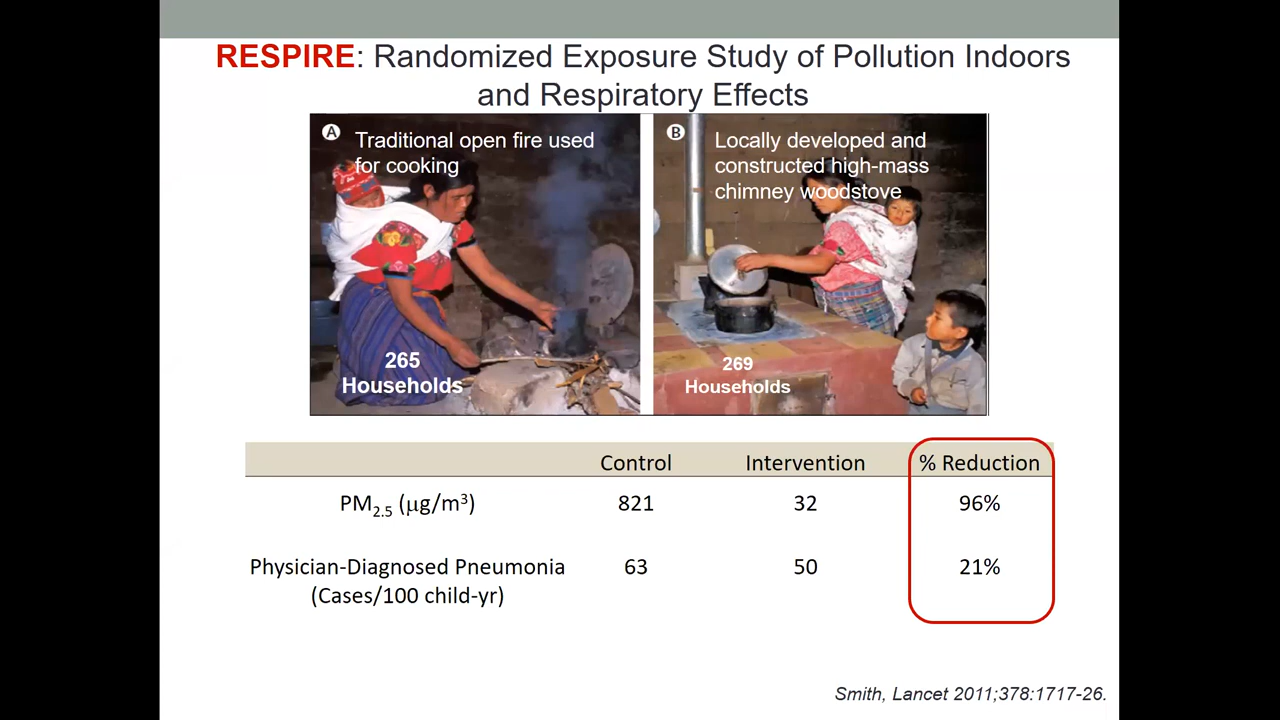 RESPIRE: Randomized Exposure Study of Pollution Indoors
and Respiratory Effects
A
Traditional open fire used
for cooking
265
Households
B
Locally developed and
constructed high-mass
chimney woodstove
269
Households
Control Intervention % Reduction
PM2.5 (μg/m³) 821 32 96%
Physician-Diagnosed Pneumonia 63 50 21%
(Cases/100 child-yr)
Smith, Lancet 2011;378:1717-26.